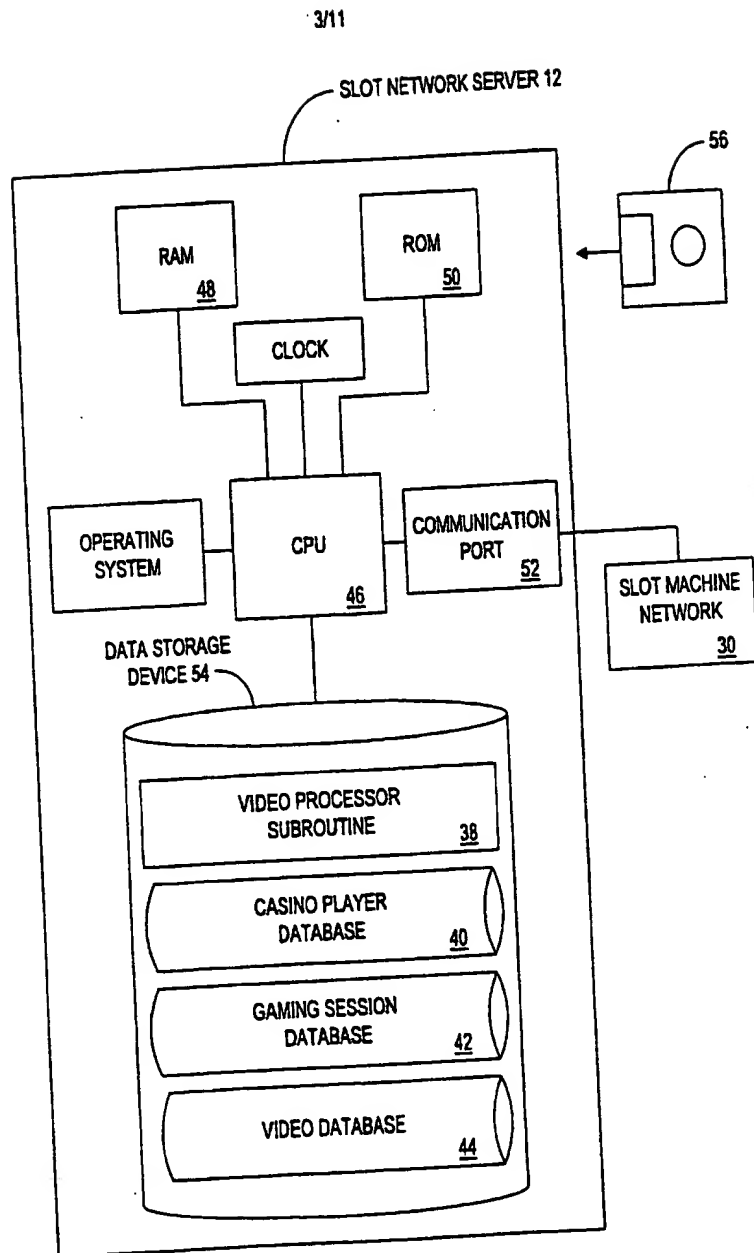 3/11
SLOT NETWORK SERVER 12
56
RAM
48
ROM
50
CLOCK
OPERATING
SYSTEM
CPU
46
COMMUNICATION
PORT
52
SLOT MACHINE
NETWORK
30
DATA STORAGE
DEVICE 54
VIDEO PROCESSOR
SUBROUTINE
38
CASINO PLAYER
DATABASE
40
GAMING SESSION
DATABASE
42
VIDEO DATABASE
44